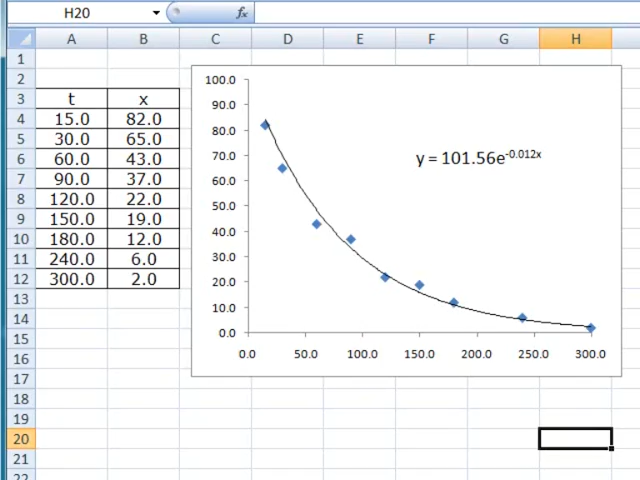 H20 fx
A B C D E F G H
1
2
3 t x
4 15.0 82.0
5 30.0 65.0
6 60.0 43.0
7 90.0 37.0
8 120.0 22.0
9 150.0 19.0
10 180.0 12.0
11 240.0 6.0
12 300.0 2.0
13
14
15
16
17
18
19
20
21
22
100.0
90.0
80.0
70.0
60.0
50.0
40.0
30.0
20.0
10.0
0.0
y = 101.56e^-0.012x
0.0 50.0 100.0 150.0 200.0 250.0 300.0